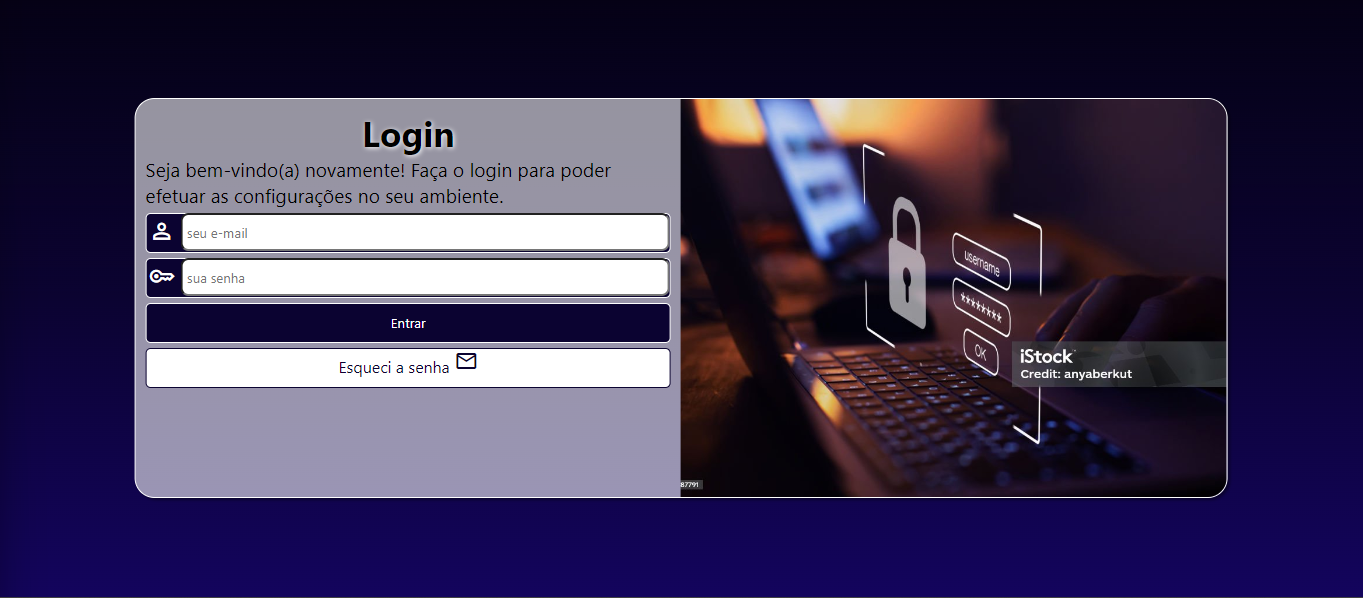 Login
Seja bem-vindo(a) novamente! Faça o login para poder
efetuar as configurações no seu ambiente.
seu e-mail
sua senha
Entrar
Esqueci a senha
username
********
OK
iStock
Credit: anyaberkut
87791